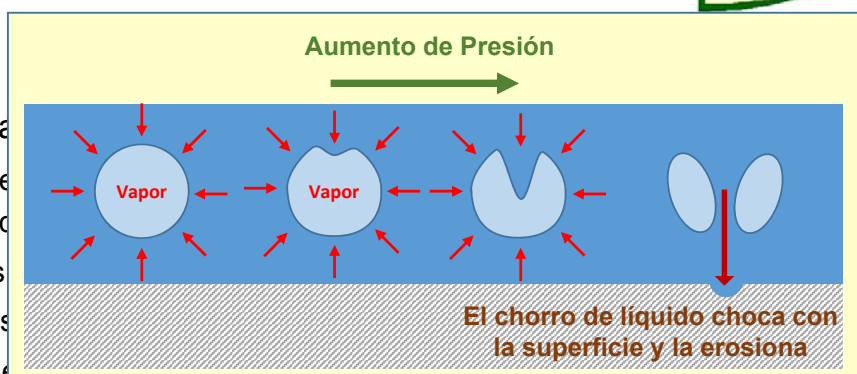 Aumento de Presión
Vapor
Vapor
El chorro de líquido choca con
la superficie y la erosiona